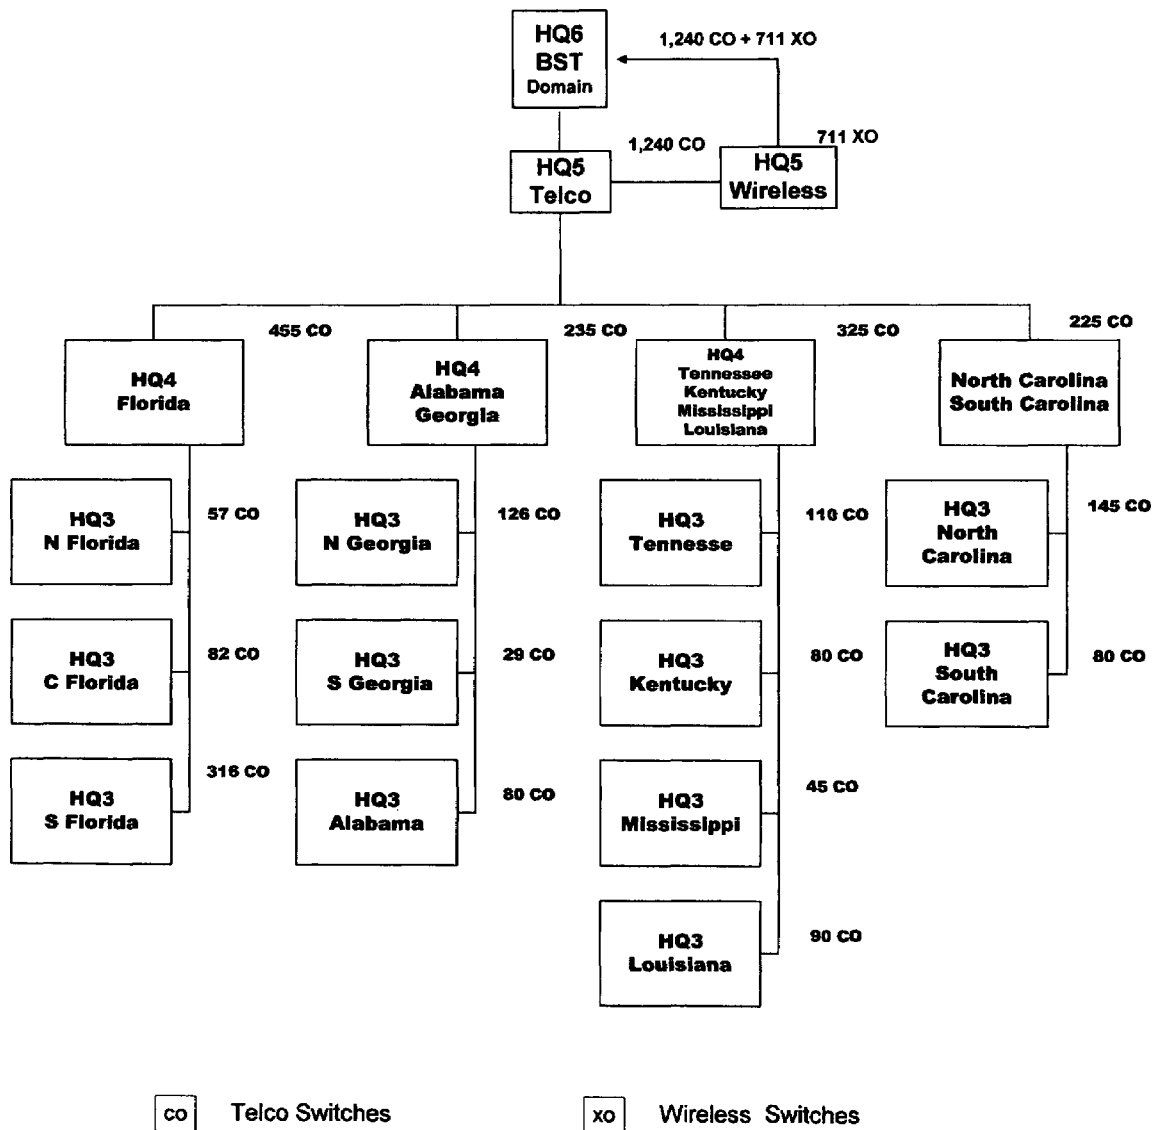 HQ6
BST
Domain
1,240 CO + 711 XO
1,240 CO
711 XO
HQ5
Telco
HQ5
Wireless
455 CO
235 CO
325 CO
225 CO
HQ4
Florida
HQ4
Alabama
Georgia
HQ4
Tennessee
Kentucky
Mississippi
Louisiana
North Carolina
South Carolina
HQ3
N Florida
57 CO
HQ3
N Georgia
126 CO
HQ3
Tennesse
110 CO
HQ3
North
Carolina
145 CO
HQ3
C Florida
82 CO
HQ3
S Georgia
29 CO
HQ3
Kentucky
80 CO
HQ3
South
Carolina
80 CO
HQ3
S Florida
316 CO
HQ3
Alabama
80 CO
HQ3
Mississippi
45 CO
HQ3
Louisiana
90 CO
CO Telco Switches
XO Wireless Switches